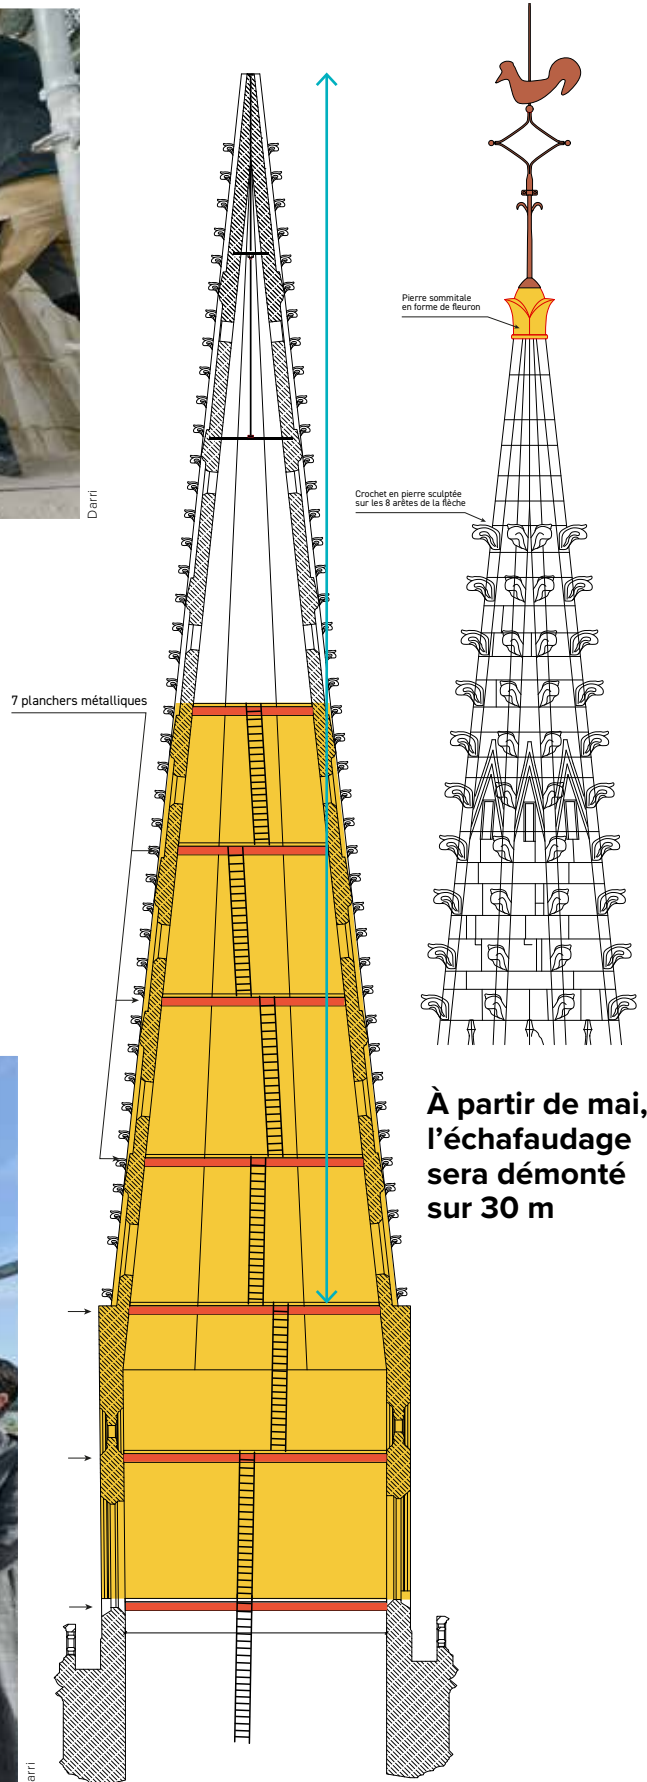 Darri
Pierre sommitale
en forme de fleuron
Crochet en pierre sculptée
sur les 8 arêtes de la flèche
7 planchers métalliques
À partir de mai,
l'échafaudage
sera démonté
sur 30 m
arri